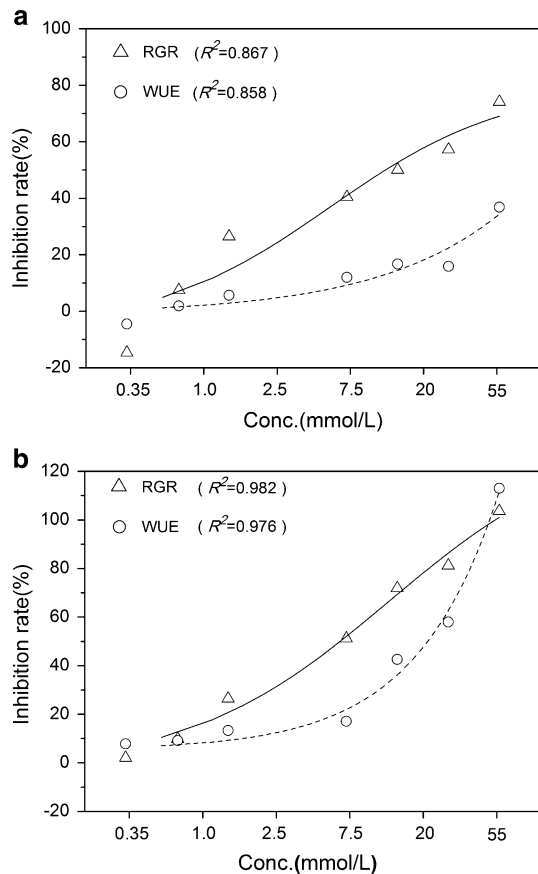 a
100
80
60
40
20
0
-20
Inhibition rate(%)
RGR (R²=0.867)
WUE (R²=0.858)
0.35 1.0 2.5 7.5 20 55
Conc.(mmol/L)
b
120
100
80
60
40
20
0
-20
Inhibition rate(%)
RGR (R²=0.982)
WUE (R²=0.976)
0.35 1.0 2.5 7.5 20 55
Conc.(mmol/L)